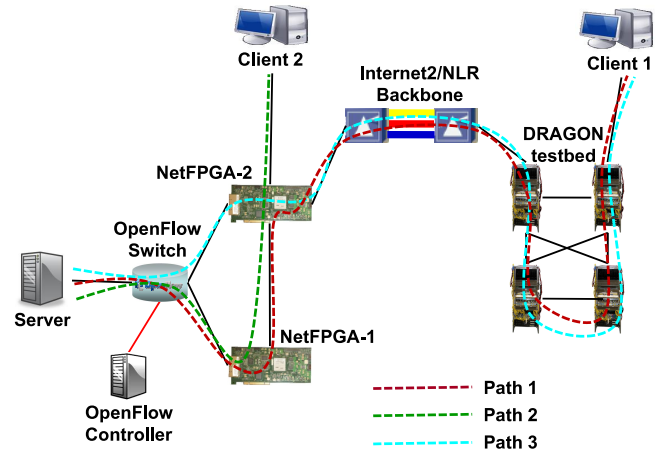 Client 2
Client 1
Internet2/NLR
Backbone
DRAGON
testbed
NetFPGA-2
OpenFlow
Switch
Server
NetFPGA-1
OpenFlow
Controller
Path 1
Path 2
Path 3